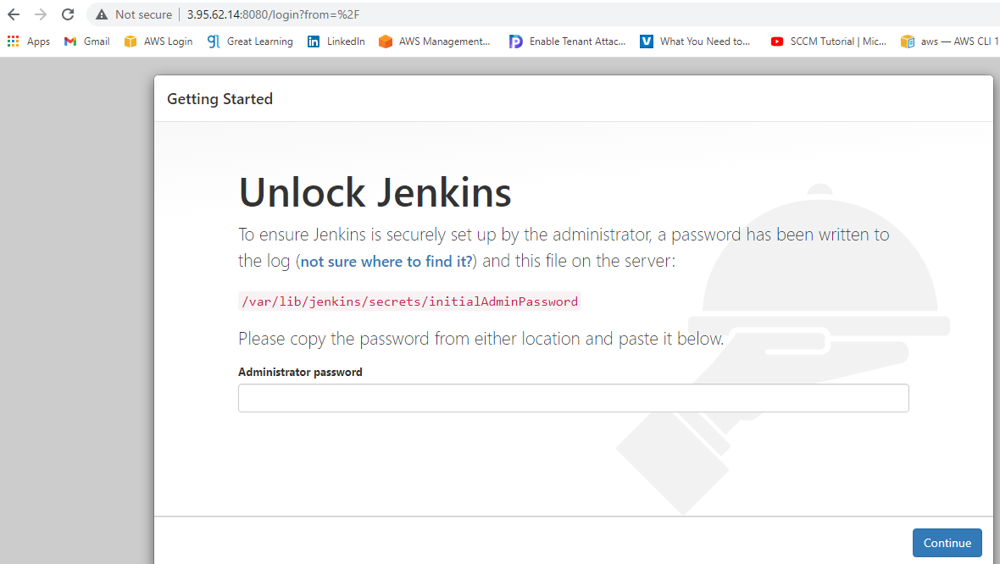 Not secure | 3.95.62.14:8080/login?from=%2F
Apps Gmail AWS Login Great Learning LinkedIn AWS Management... Enable Tenant Attac... What You Need to... SCCM Tutorial | Mic... aws — AWS CLI 1
Getting Started
Unlock Jenkins
To ensure Jenkins is securely set up by the administrator, a password has been written to
the log (not sure where to find it?) and this file on the server:
/var/lib/jenkins/secrets/initialAdminPassword
Please copy the password from either location and paste it below.
Administrator password
Continue